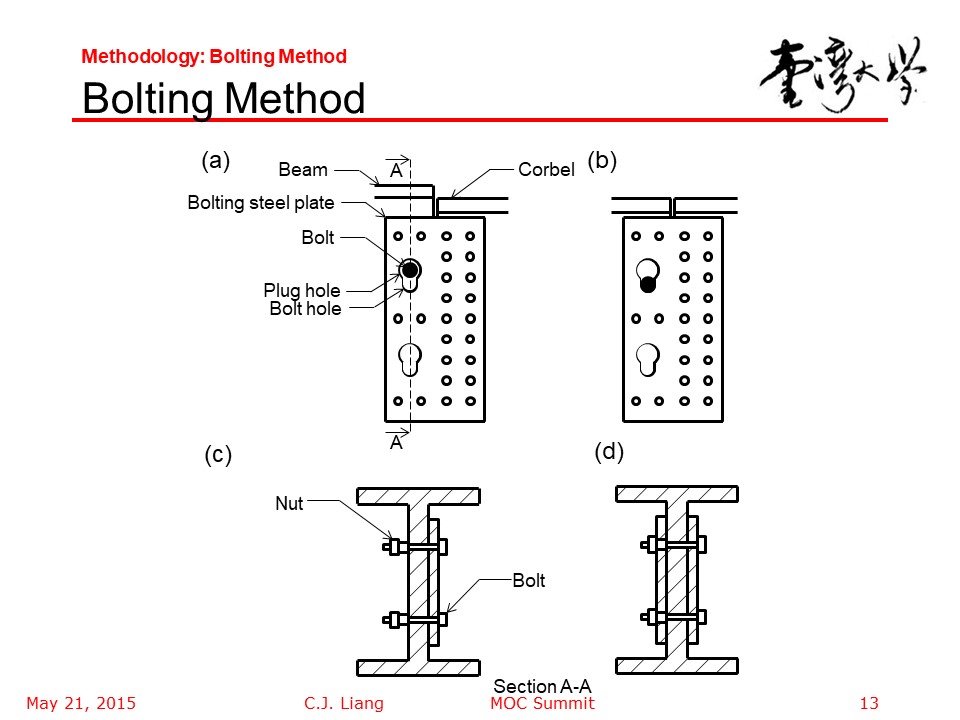 Methodology: Bolting Method
Bolting Method
臺灣大學
(a)
Beam
A
Corbel
(b)
Bolting steel plate
Bolt
Plug hole
Bolt hole
A
(c)
(d)
Nut
Bolt
Section A-A
May 21, 2015
C.J. Liang
MOC Summit
13